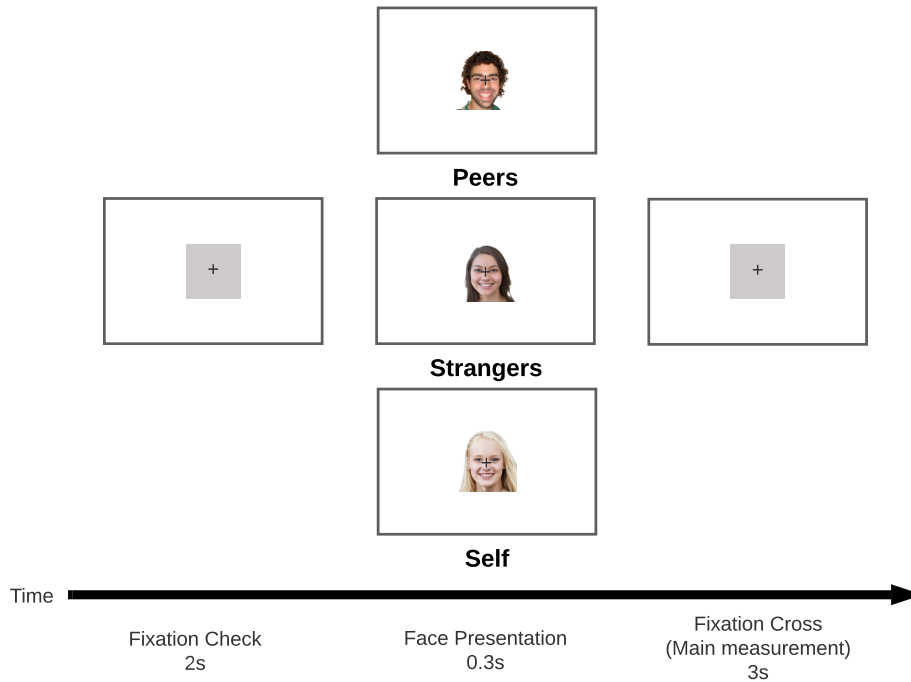 Peers
Strangers
Self
Time
Fixation Check
2s
Face Presentation
0.3s
Fixation Cross
(Main measurement)
3s